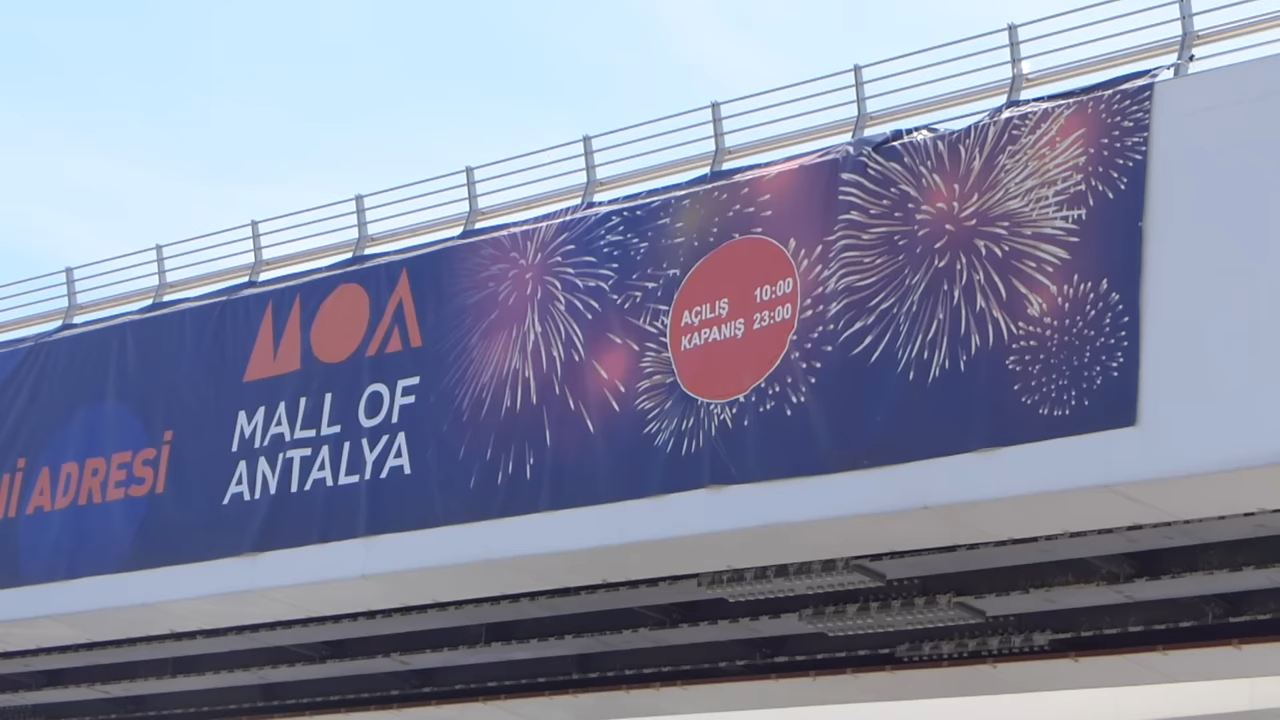 ADRESİ
MOA
MALL OF
ANTALYA
AÇILIŞ 10:00
KAPANIŞ 23:00